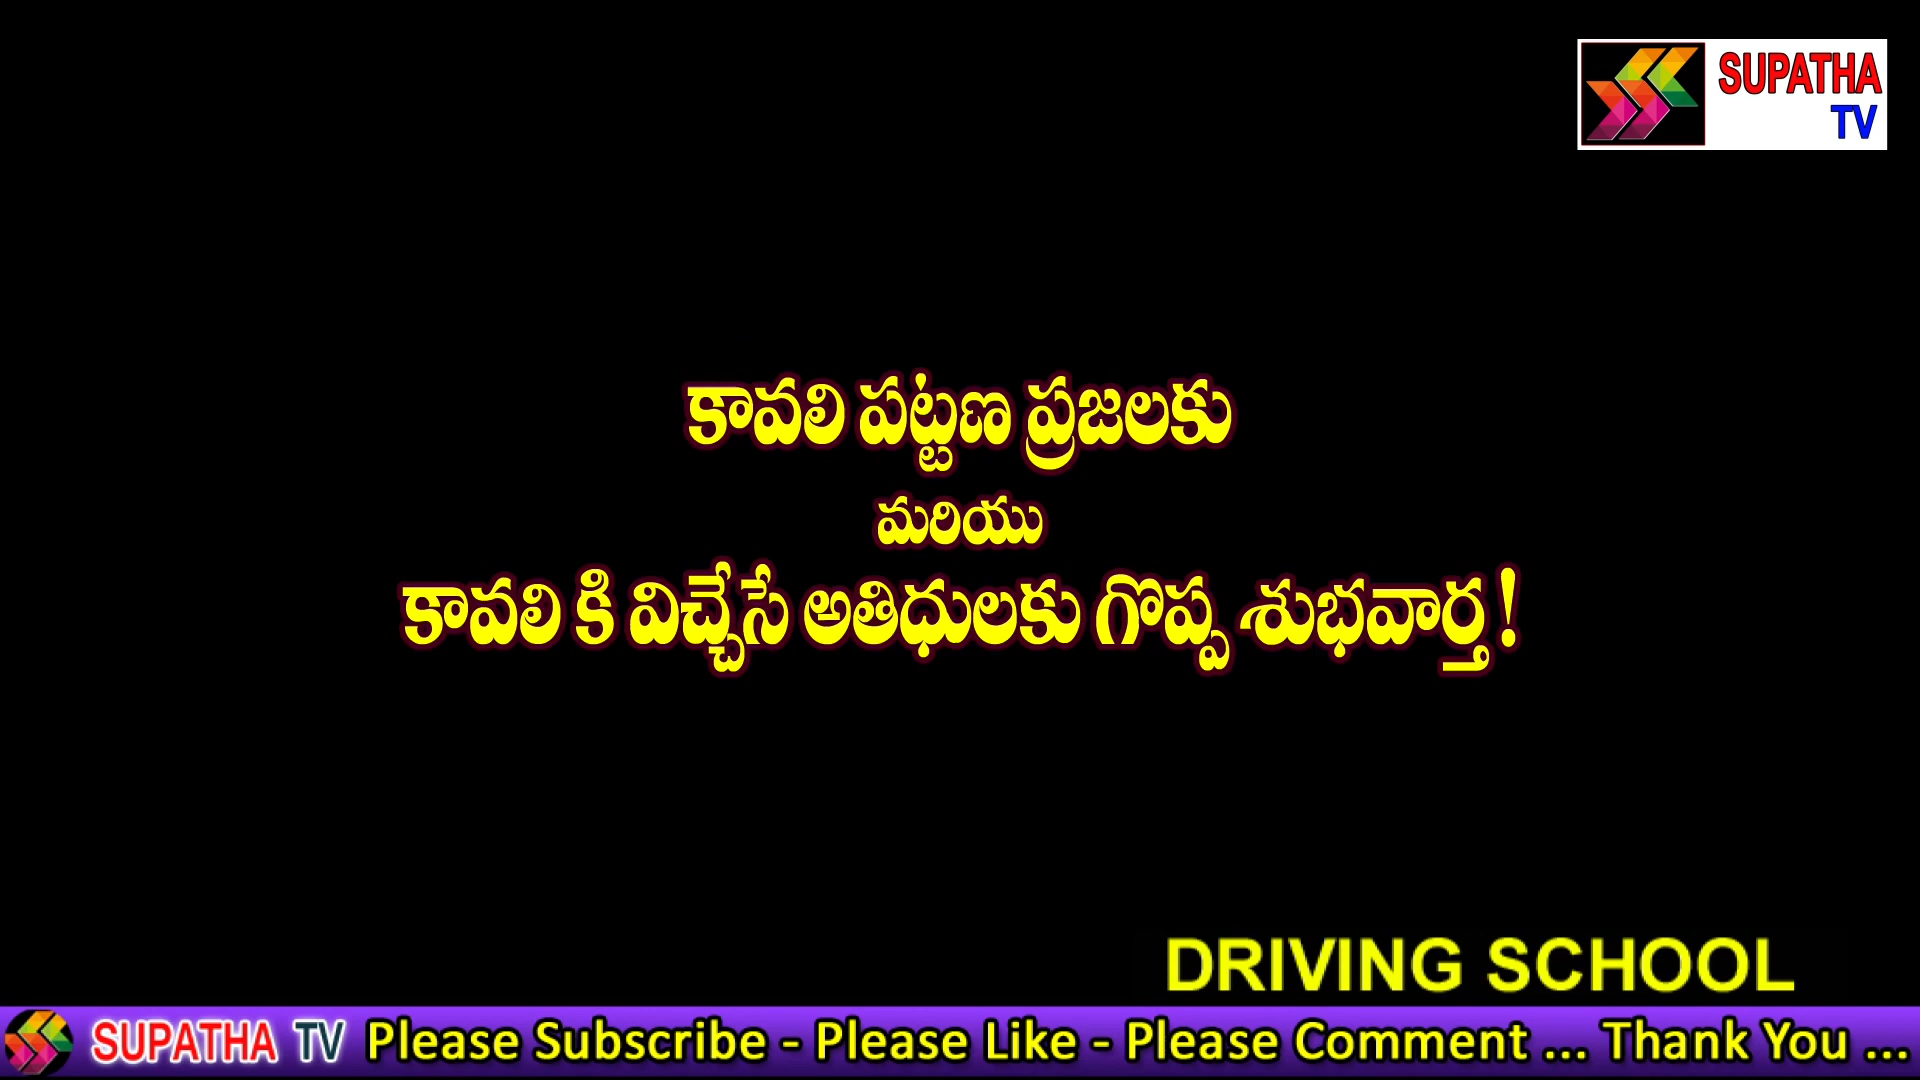 SUPATHA
TV
కావలి పట్టణ ప్రజలకు
మరియు
కావలి కి విచ్చేసే అతిధులకు గొప్ప శుభవార్త!
DRIVING SCHOOL
SUPATHA TV Please Subscribe - Please Like - Please Comment ... Thank You ...